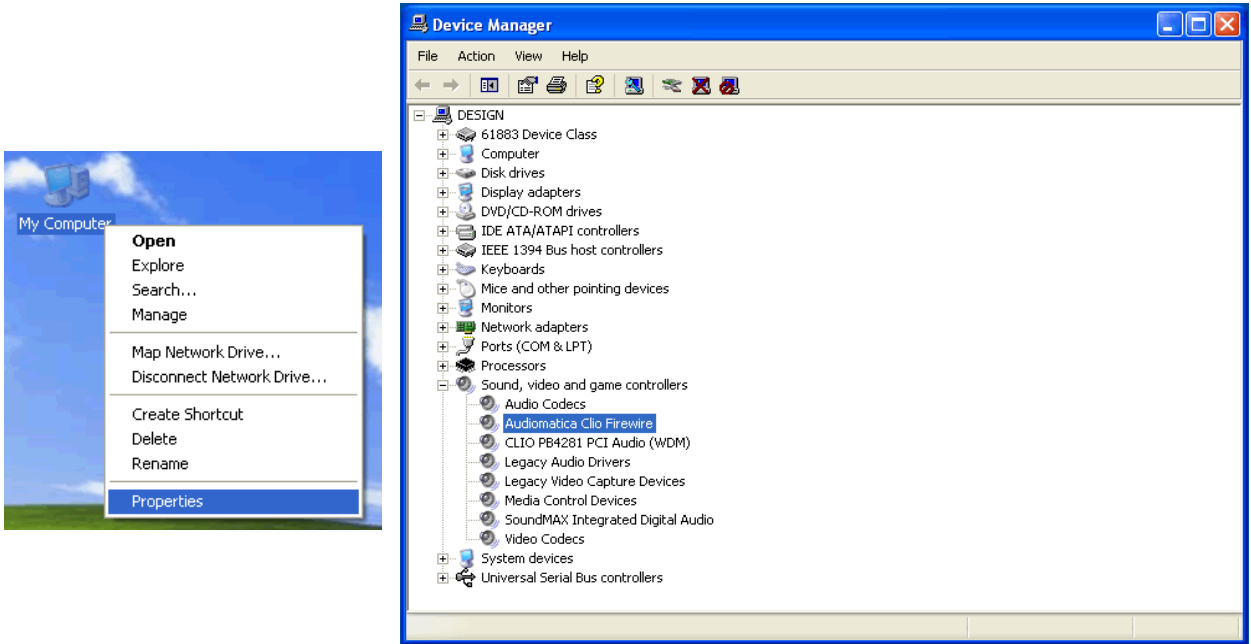 My Computer
Open
Explore
Search...
Manage
Map Network Drive...
Disconnect Network Drive...
Create Shortcut
Delete
Rename
Properties
Device Manager
File Action View Help
DESIGN
61883 Device Class
Computer
Disk drives
Display adapters
DVD/CD-ROM drives
IDE ATA/ATAPI controllers
IEEE 1394 Bus host controllers
Keyboards
Mice and other pointing devices
Monitors
Network adapters
Ports (COM & LPT)
Processors
Sound, video and game controllers
Audio Codecs
Audiomatica Clio Firewire
CLIO PB4281 PCI Audio (WDM)
Legacy Audio Drivers
Legacy Video Capture Devices
Media Control Devices
SoundMAX Integrated Digital Audio
Video Codecs
System devices
Universal Serial Bus controllers